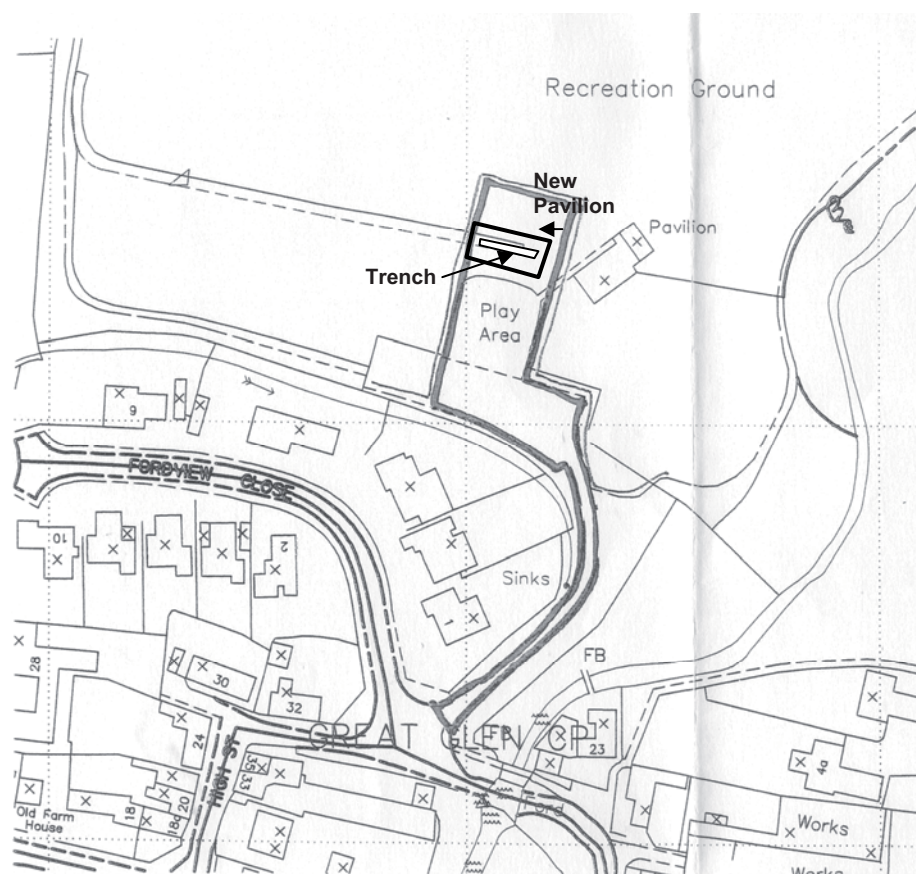 Recreation Ground
New
Pavilion
Pavilion
Trench
Play
Area
9
FORDVIEW CLOSE
10
2
Sinks
1
28
30
FB
32
GREAT GLEN CP
FB
24
23
HIGH ST
35
33
4a
18
20
18a
Ford
Old Farm
House
Works
Works